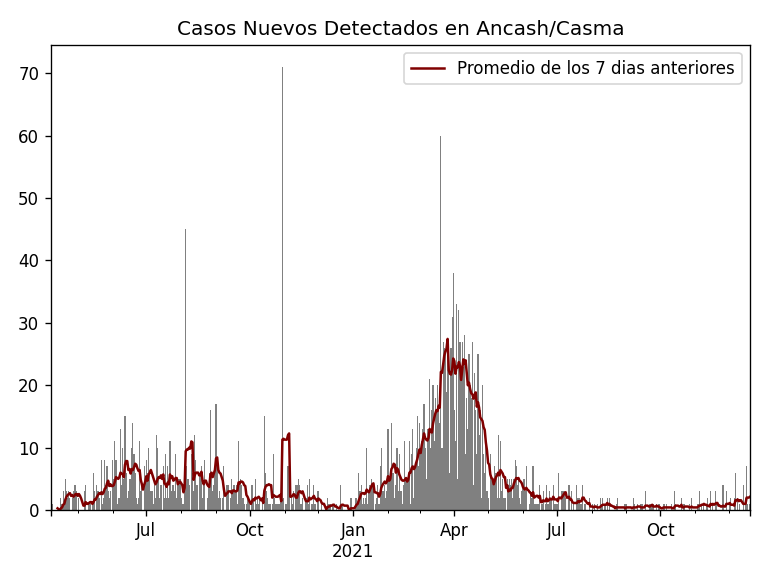 Casos Nuevos Detectados en Ancash/Casma
Promedio de los 7 dias anteriores
70
60
50
40
30
20
10
0
Jul
Oct
Jan
2021
Apr
Jul
Oct